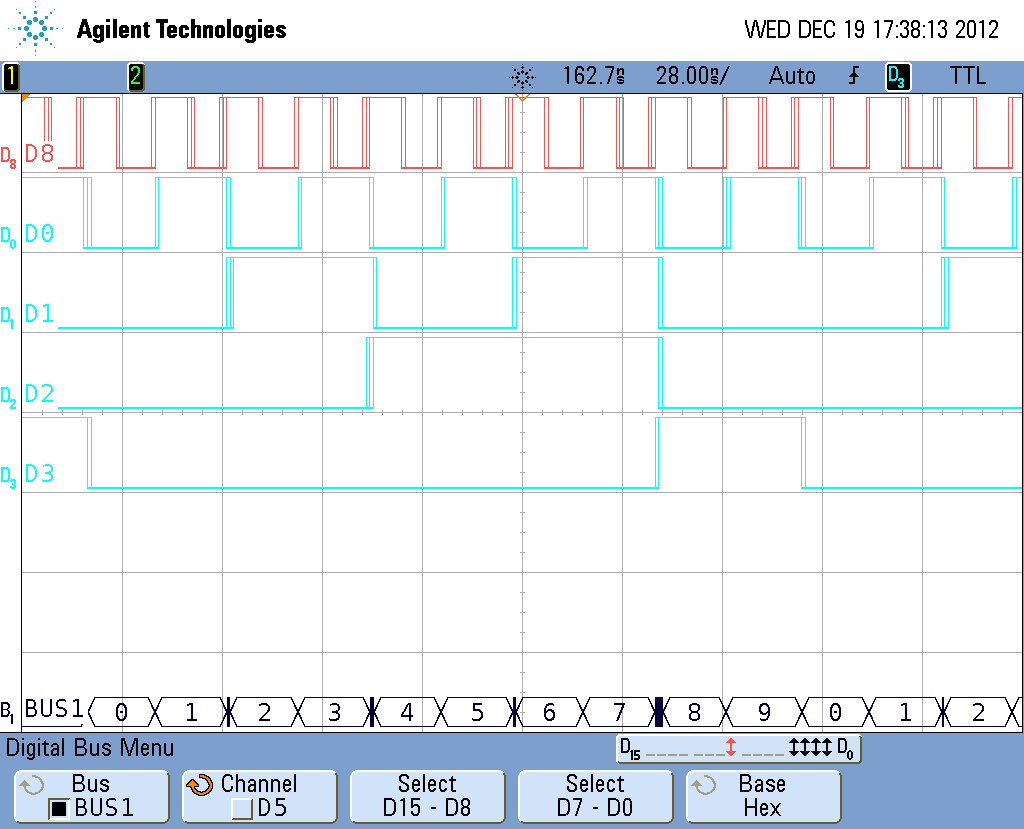 Agilent Technologies
WED DEC 19 17:38:13 2012
1 2 162.7ns 28.00ns/ Auto D3 TTL
D8 D8
D0 D0
D1 D1
D2 D2
D3 D3
B1 BUS1 0 1 2 3 4 5 6 7 8 9 0 1 2
Digital Bus Menu
D15 D0
Bus
BUS1
Channel
D5
Select
D15 - D8
Select
D7 - D0
Base
Hex